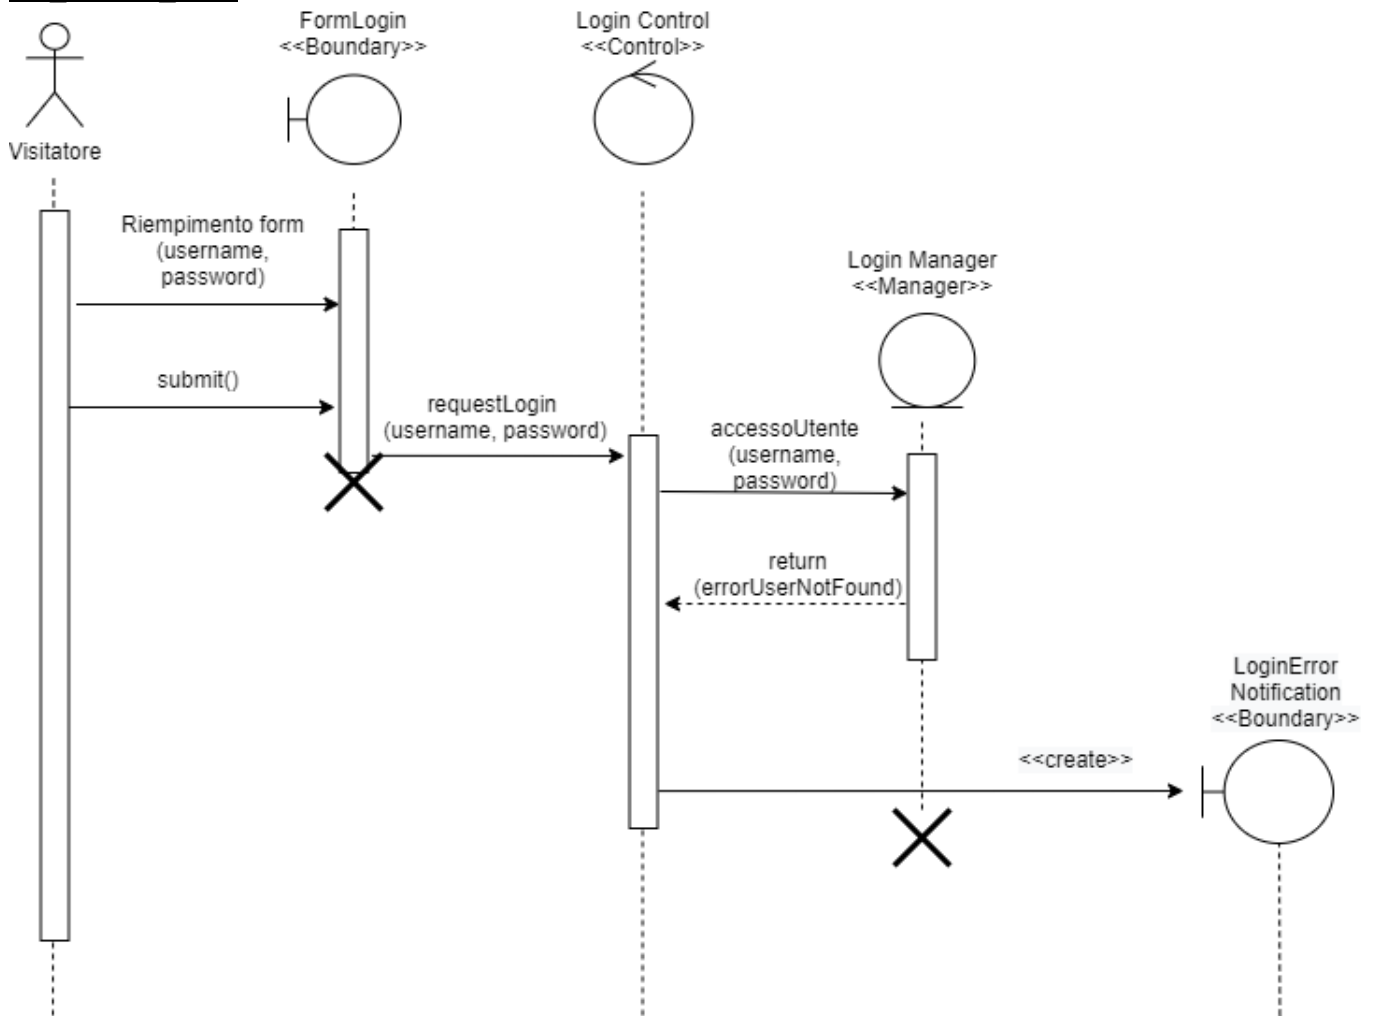 FormLogin
<<Boundary>>
Login Control
<<Control>>
Visitatore
Riempimento form
(username,
password)
Login Manager
<<Manager>>
submit()
requestLogin
(username, password)
accessoUtente
(username,
password)
return
(errorUserNotFound)
LoginError
Notification
<<Boundary>>
<<create>>